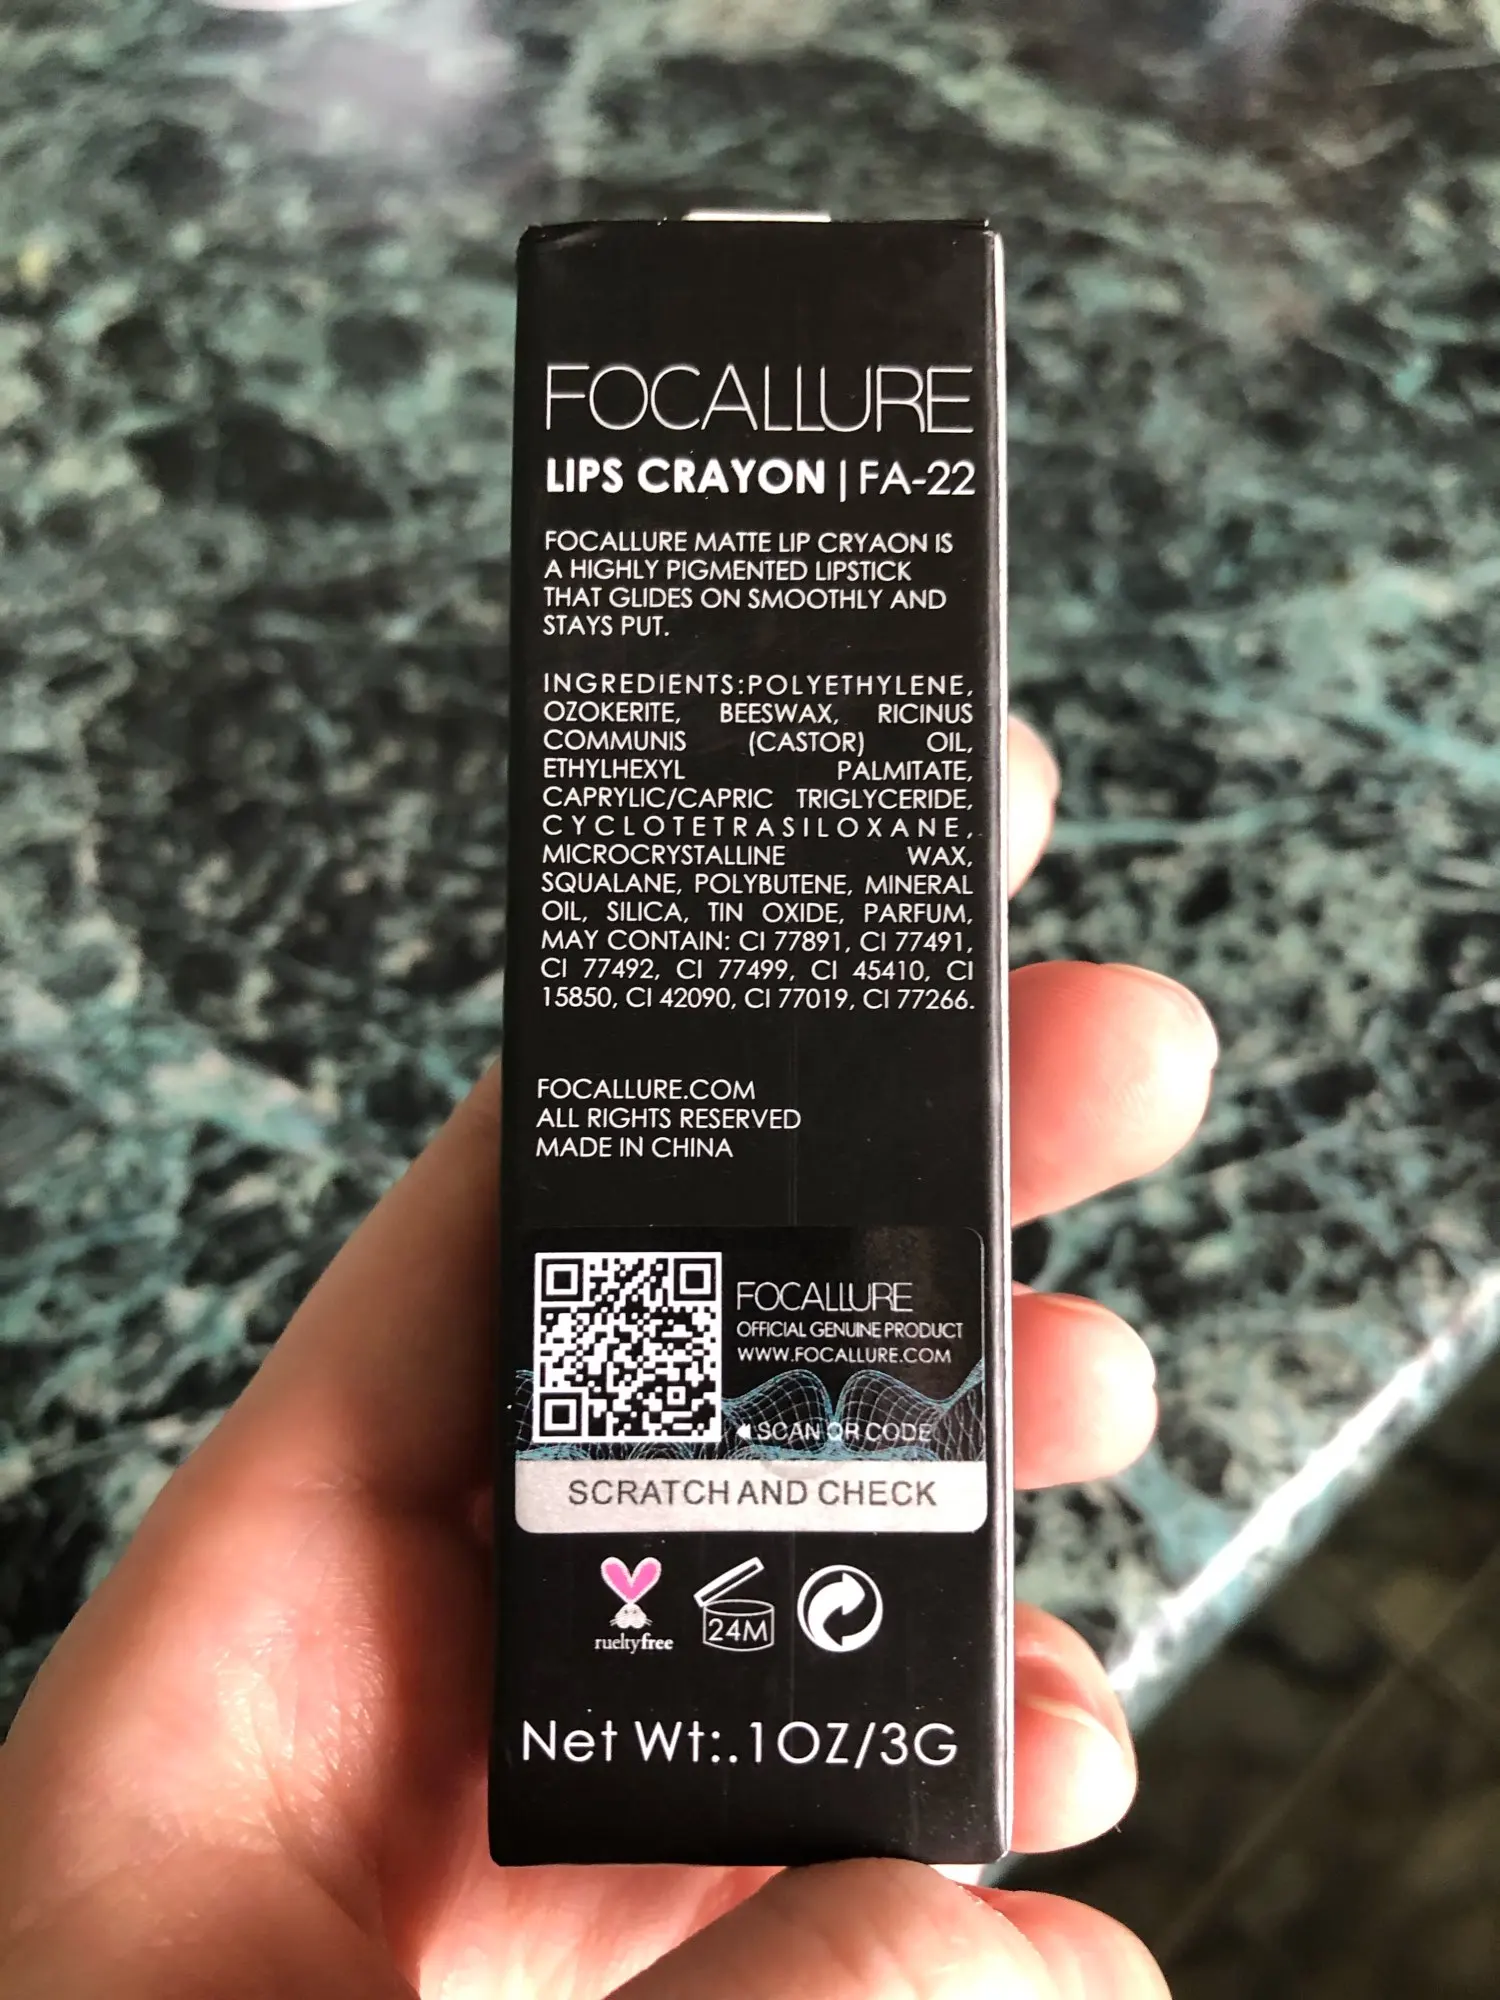 FOCALLURE
LIPS CRAYON | FA-22
FOCALLURE MATTE LIP CRYAON IS
A HIGHLY PIGMENTED LIPSTICK
THAT GLIDES ON SMOOTHLY AND
STAYS PUT.
INGREDIENTS:POLYETHYLENE,
OZOKERITE, BEESWAX, RICINUS
COMMUNIS (CASTOR) OIL,
ETHYLHEXYL PALMITATE,
CAPRYLIC/CAPRIC TRIGLYCERIDE,
CYCLOTETRASILOXANE,
MICROCRYSTALLINE WAX,
SQUALANE, POLYBUTENE, MINERAL
OIL, SILICA, TIN OXIDE, PARFUM,
MAY CONTAIN: CI 77891, CI 77491,
CI 77492, CI 77499, CI 45410, CI
15850, CI 42090, CI 77019, CI 77266.
FOCALLURE.COM
ALL RIGHTS RESERVED
MADE IN CHINA
FOCALLURE
OFFICIAL GENUINE PRODUCT
WWW.FOCALLURE.COM
SCAN QR CODE
SCRATCH AND CHECK
rueltyfree
24M
Net Wt:.1OZ/3G